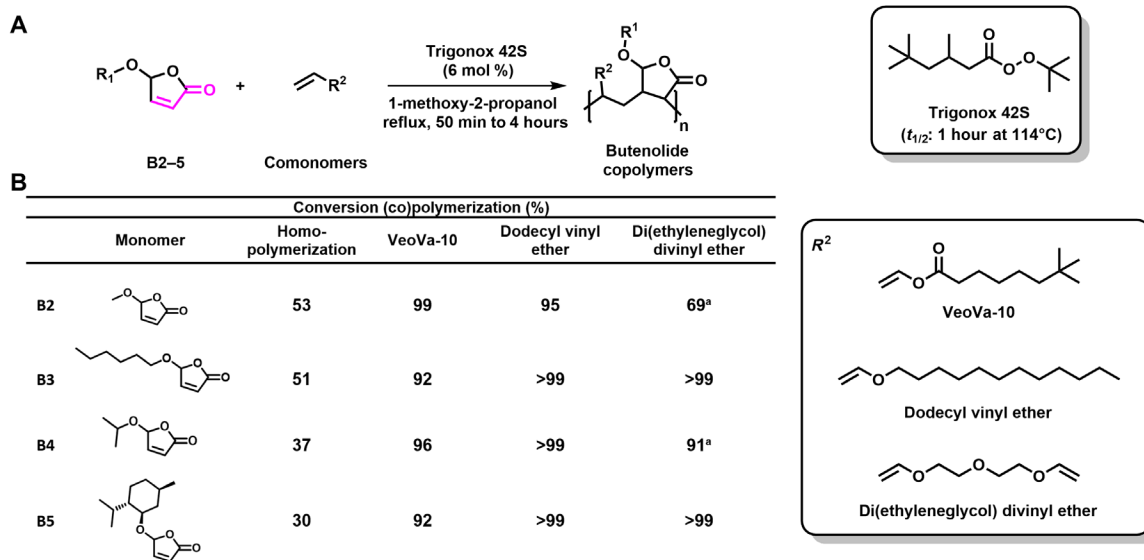 A
R1
O
O
O
+
R2
Trigonox 42S
(6 mol %)
1-methoxy-2-propanol
reflux, 50 min to 4 hours
R1
O
R2
O
O
n
B2–5
Comonomers
Butenolide
copolymers
O
O
O
Trigonox 42S
(t1/2: 1 hour at 114°C)
B
Conversion (co)polymerization (%)
Monomer
Homo-
polymerization
VeoVa-10
Dodecyl vinyl
ether
Di(ethyleneglycol)
divinyl ether
B2
O
O
O
53
99
95
69a
B3
O
O
O
51
92
>99
>99
B4
O
O
O
37
96
>99
91a
B5
O
O
O
30
92
>99
>99
R2
O
O
VeoVa-10
O
Dodecyl vinyl ether
O
O
O
Di(ethyleneglycol) divinyl ether